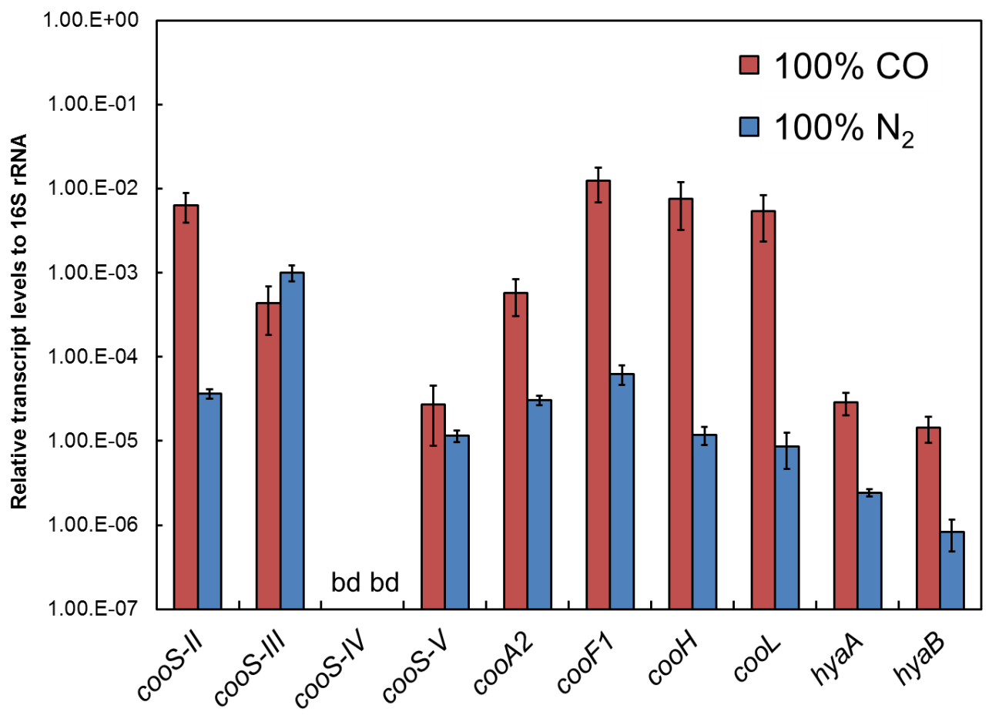 1.00.E+00
1.00.E-01
1.00.E-02
1.00.E-03
1.00.E-04
1.00.E-05
1.00.E-06
1.00.E-07
Relative transcript levels to 16S rRNA
100% CO
100% N₂
bd bd
cooS-II
cooS-III
cooS-IV
cooS-V
cooA2
cooF1
cooH
cooL
hyaA
hyaB